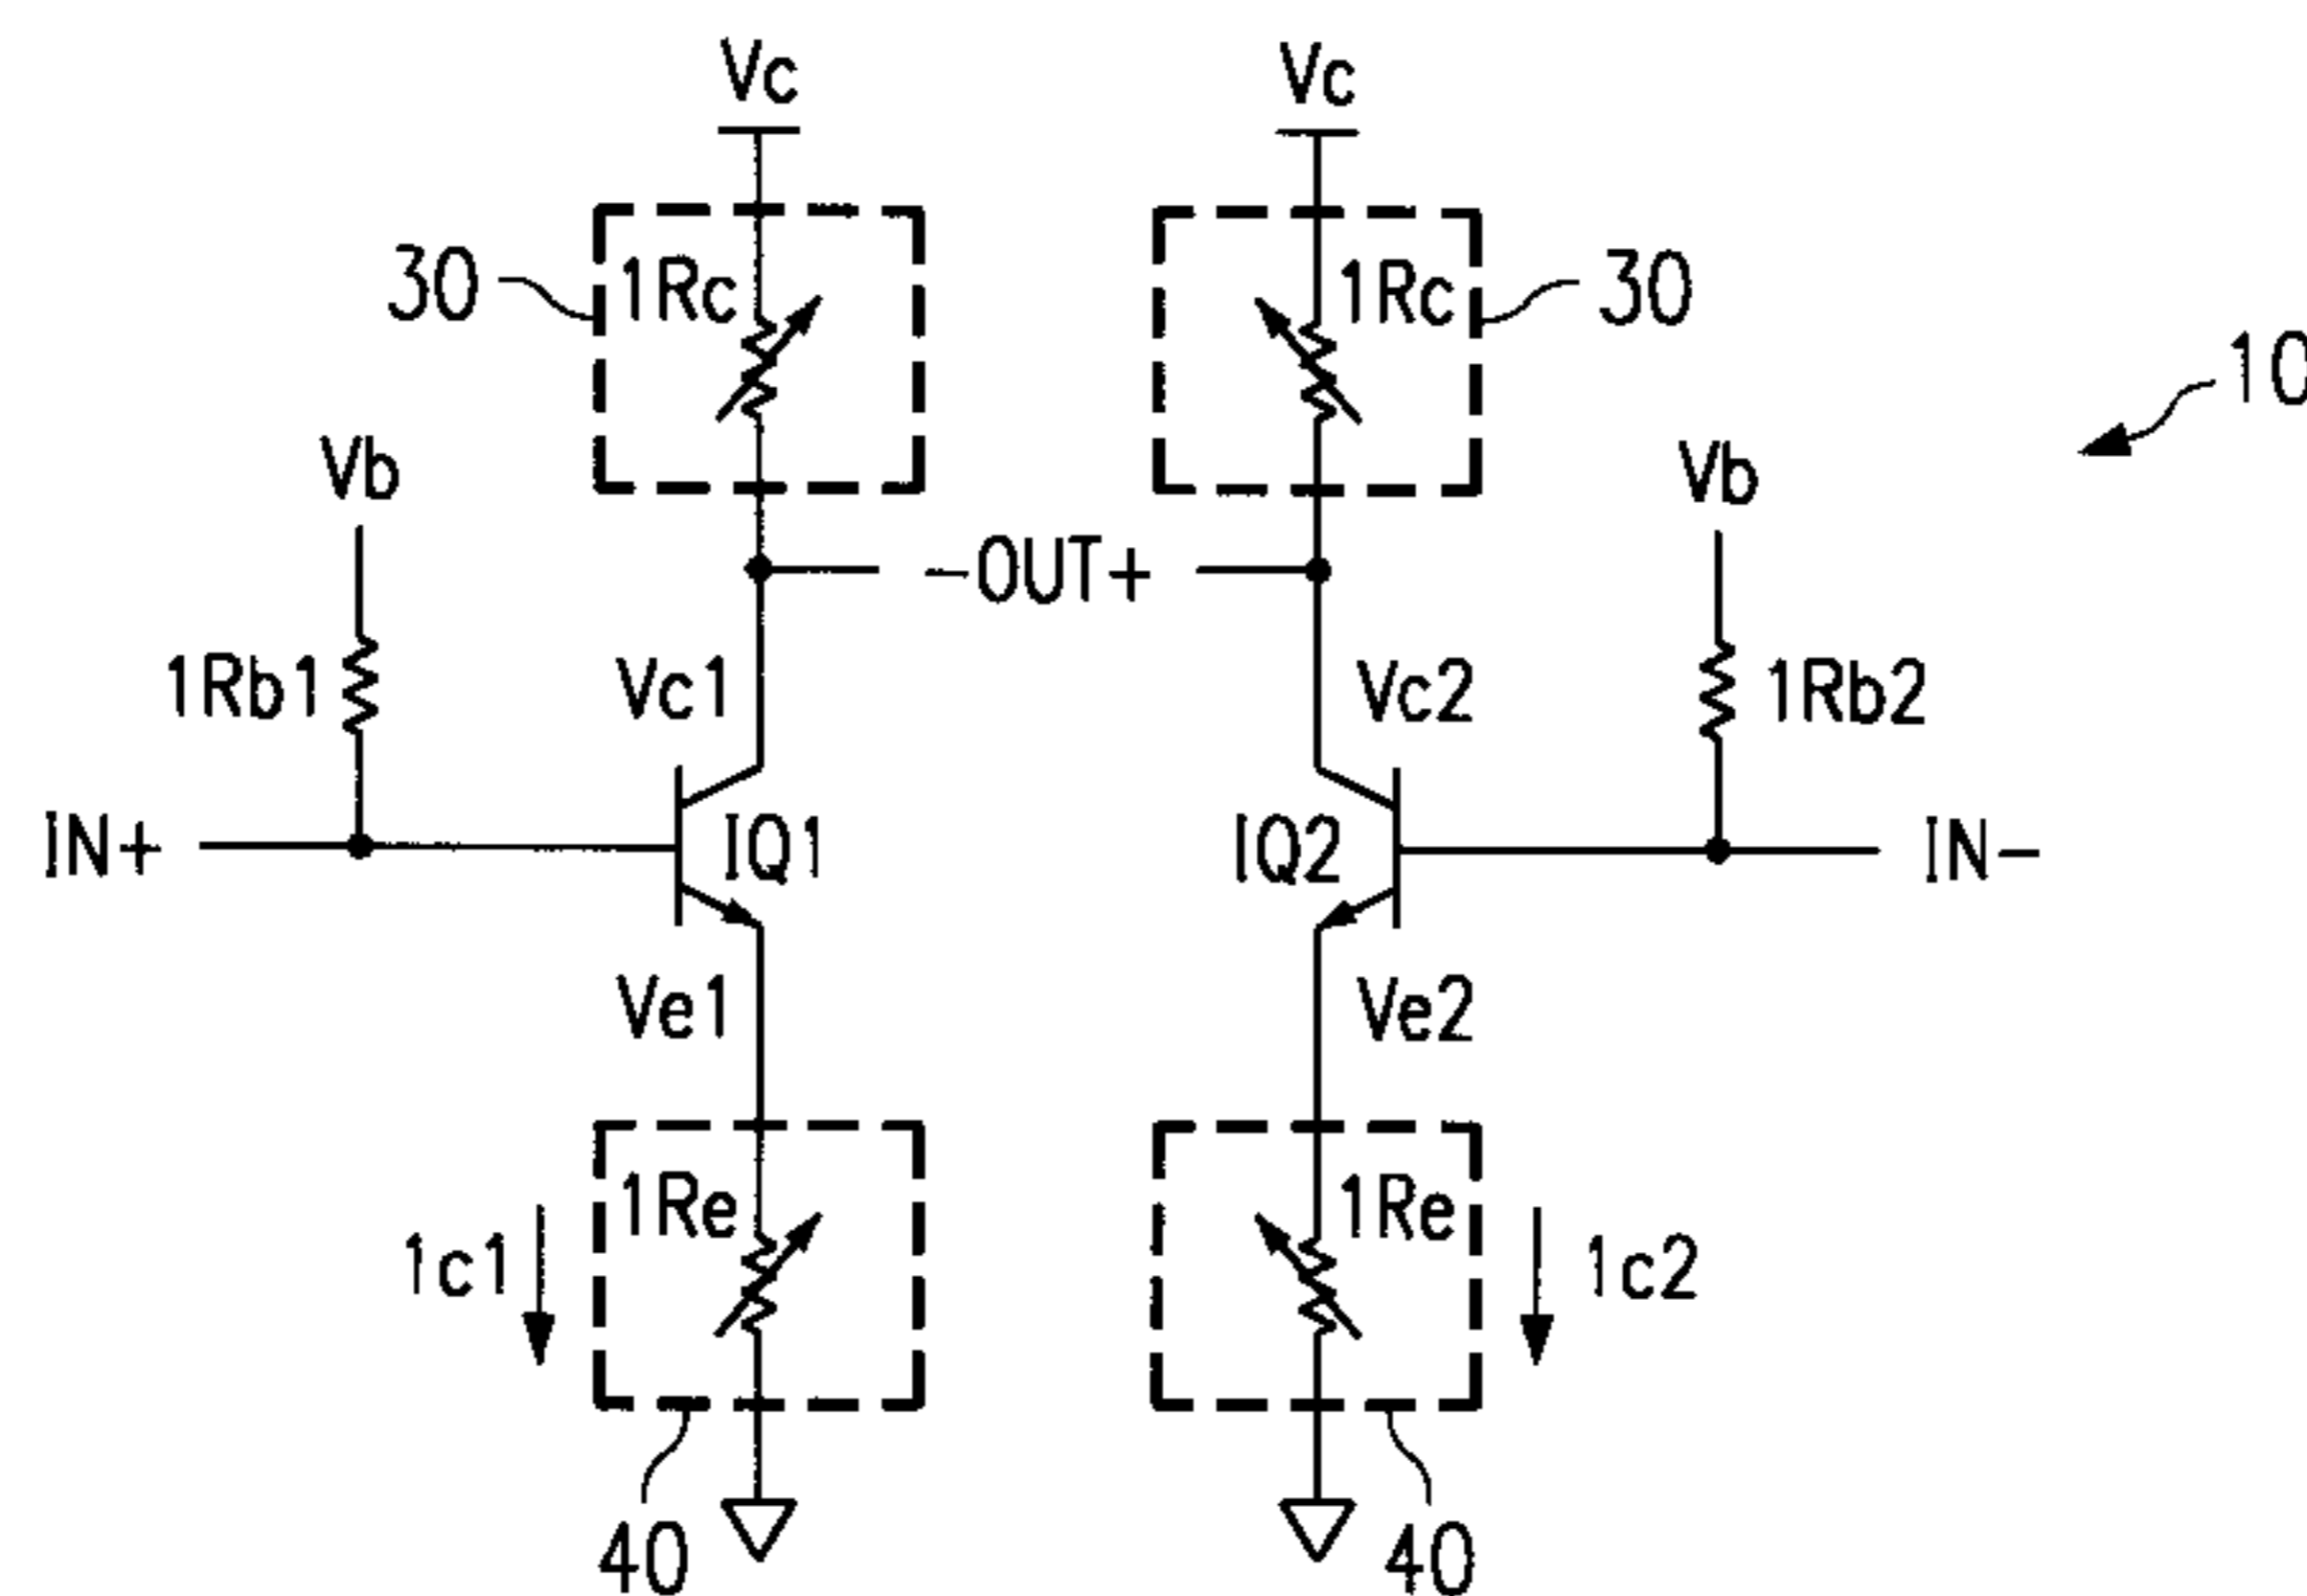 Vc Vc
30 1Rc 1Rc 30
10
Vb Vb
-OUT+
1Rb1 Vc1 Vc2 1Rb2
IN+ IQ1 IQ2 IN-
Ve1 Ve2
1Re 1Re
1c1 1c2
40 40